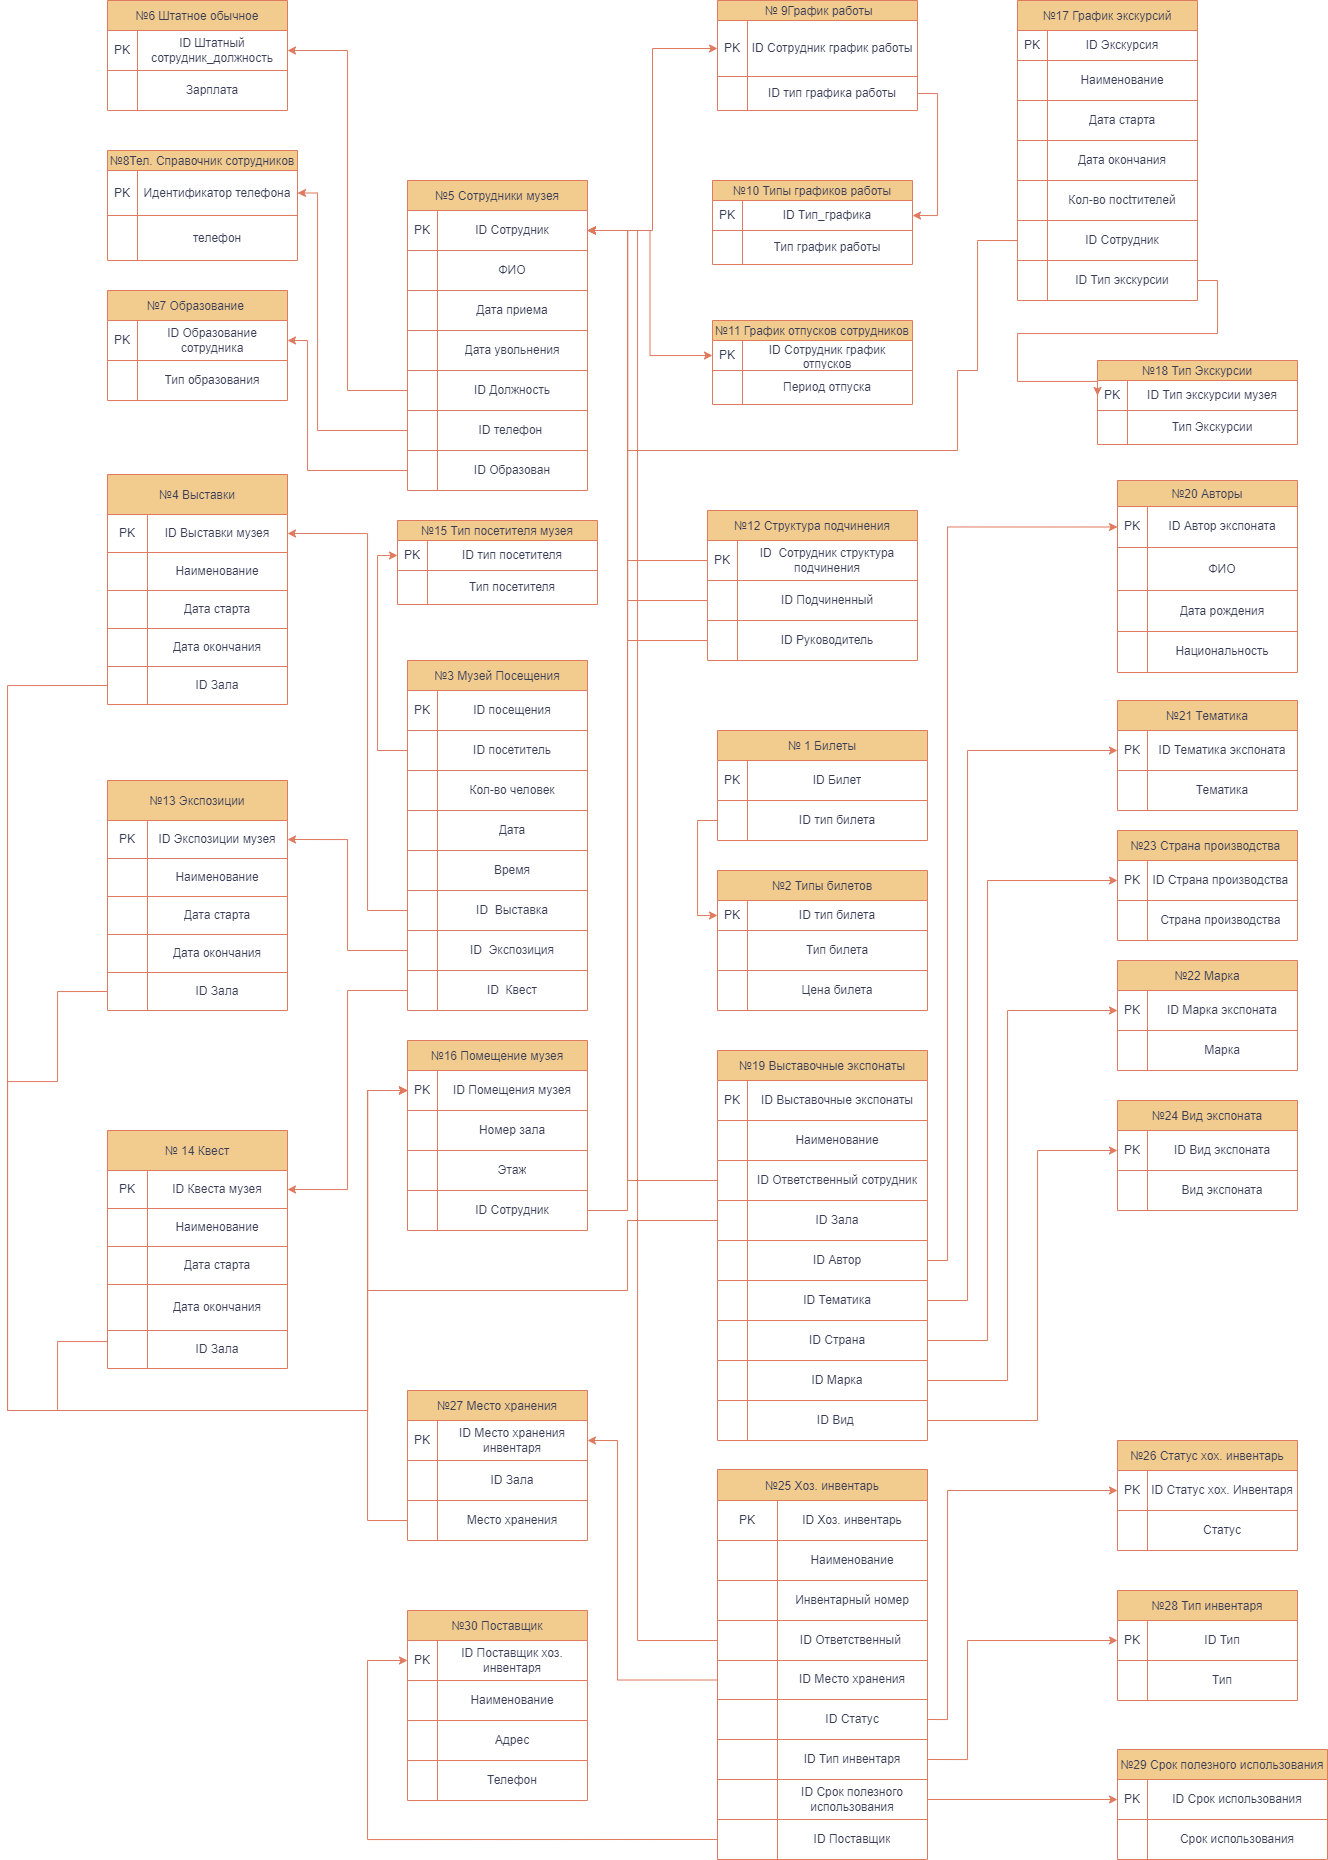 №6 Штатное обычное
PK
ID Штатный
сотрудник_должность
Зарплата
№8Тел. Справочник сотрудников
PK
Идентификатор телефона
телефон
№7 Образование
PK
ID Образование
сотрудника
Тип образования
№4 Выставки
PK
ID Выставки музея
Наименование
Дата старта
Дата окончания
ID Зала
№13 Экспозиции
PK
ID Экспозиции музея
Наименование
Дата старта
Дата окончания
ID Зала
№ 14 Квест
PK
ID Квеста музея
Наименование
Дата старта
Дата окончания
ID Зала
№5 Сотрудники музея
PK
ID Сотрудник
ФИО
Дата приема
Дата увольнения
ID Должность
ID телефон
ID Образован
№15 Тип посетителя музея
PK
ID тип посетителя
Тип посетителя
№3 Музей Посещения
PK
ID посещения
ID посетитель
Кол-во человек
Дата
Время
ID Выставка
ID Экспозиция
ID Квест
№16 Помещение музея
PK
ID Помещения музея
Номер зала
Этаж
ID Сотрудник
№27 Место хранения
PK
ID Место хранения
инвентаря
ID Зала
Место хранения
№30 Поставщик
PK
ID Поставщик хоз.
инвентаря
Наименование
Адрес
Телефон
№ 9График работы
PK
ID Сотрудник график работы
ID тип графика работы
№10 Типы графиков работы
PK
ID Тип_графика
Тип график работы
№11 График отпусков сотрудников
PK
ID Сотрудник график
отпусков
Период отпуска
№12 Структура подчинения
PK
ID Сотрудник структура
подчинения
ID Подчиненный
ID Руководитель
№ 1 Билеты
PK
ID Билет
ID тип билета
№2 Типы билетов
PK
ID тип билета
Тип билета
Цена билета
№19 Выставочные экспонаты
PK
ID Выставочные экспонаты
Наименование
ID Ответственный сотрудник
ID Зала
ID Автор
ID Тематика
ID Страна
ID Марка
ID Вид
№25 Хоз. инвентарь
PK
ID Хоз. инвентарь
Наименование
Инвентарный номер
ID Ответственный
ID Место хранения
ID Статус
ID Тип инвентаря
ID Срок полезного
использования
ID Поставщик
№17 График экскурсий
PK
ID Экскурсия
Наименование
Дата старта
Дата окончания
Кол-во постtителей
ID Сотрудник
ID Тип экскурсии
№18 Тип Экскурсии
PK
ID Тип экскурсии музея
Тип Экскурсии
№20 Авторы
PK
ID Автор экспоната
ФИО
Дата рождения
Национальность
№21 Тематика
PK
ID Тематика экспоната
Тематика
№23 Страна производства
PK
ID Страна производства
Страна производства
№22 Марка
PK
ID Марка экспоната
Марка
№24 Вид экспоната
PK
ID Вид экспоната
Вид экспоната
№26 Статус хох. инвентарь
PK
ID Статус хох. Инвентаря
Статус
№28 Тип инвентаря
PK
ID Тип
Тип
№29 Срок полезного использования
PK
ID Срок использования
Срок использования